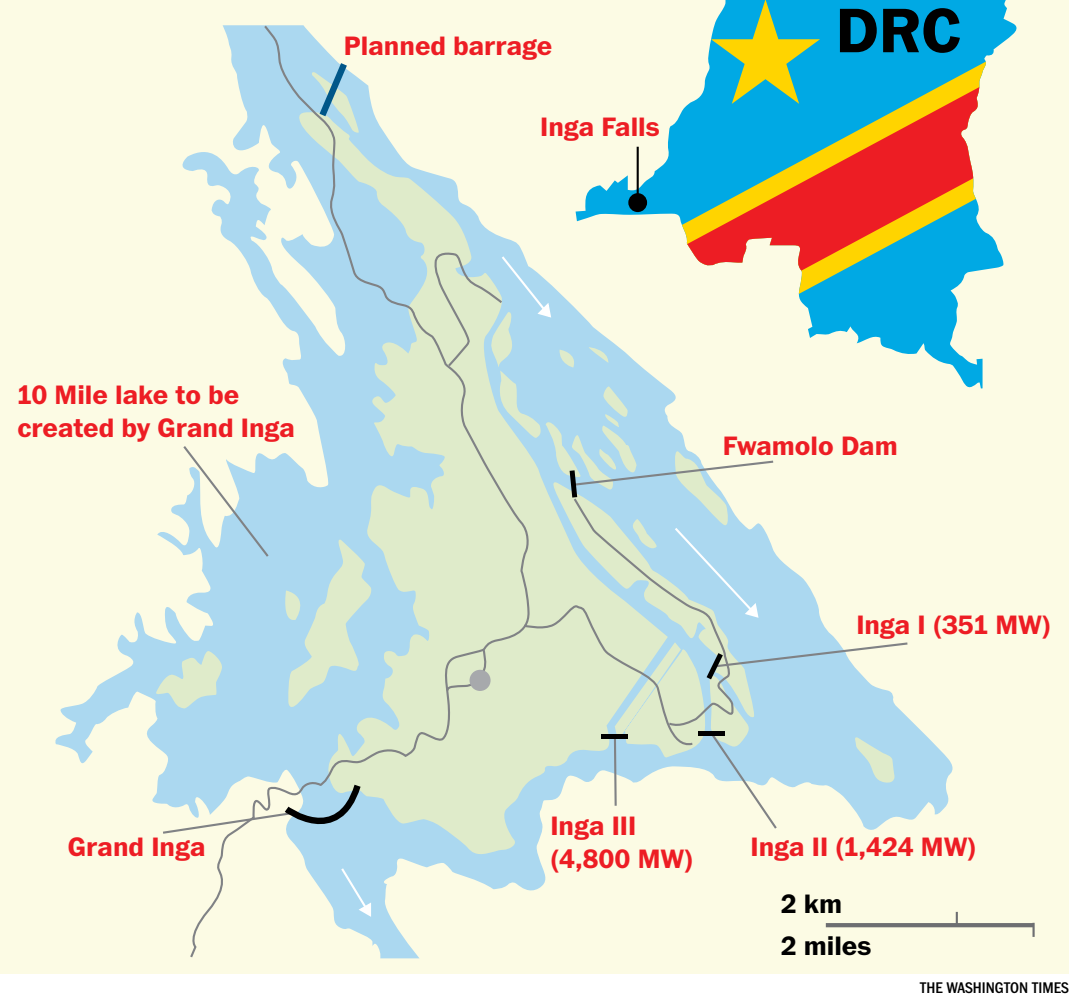 DRC
Planned barrage
Inga Falls
10 Mile lake to be
created by Grand Inga
Fwamolo Dam
Inga I (351 MW)
Grand Inga
Inga III
(4,800 MW)
Inga II (1,424 MW)
2 km
2 miles
THE WASHINGTON TIMES